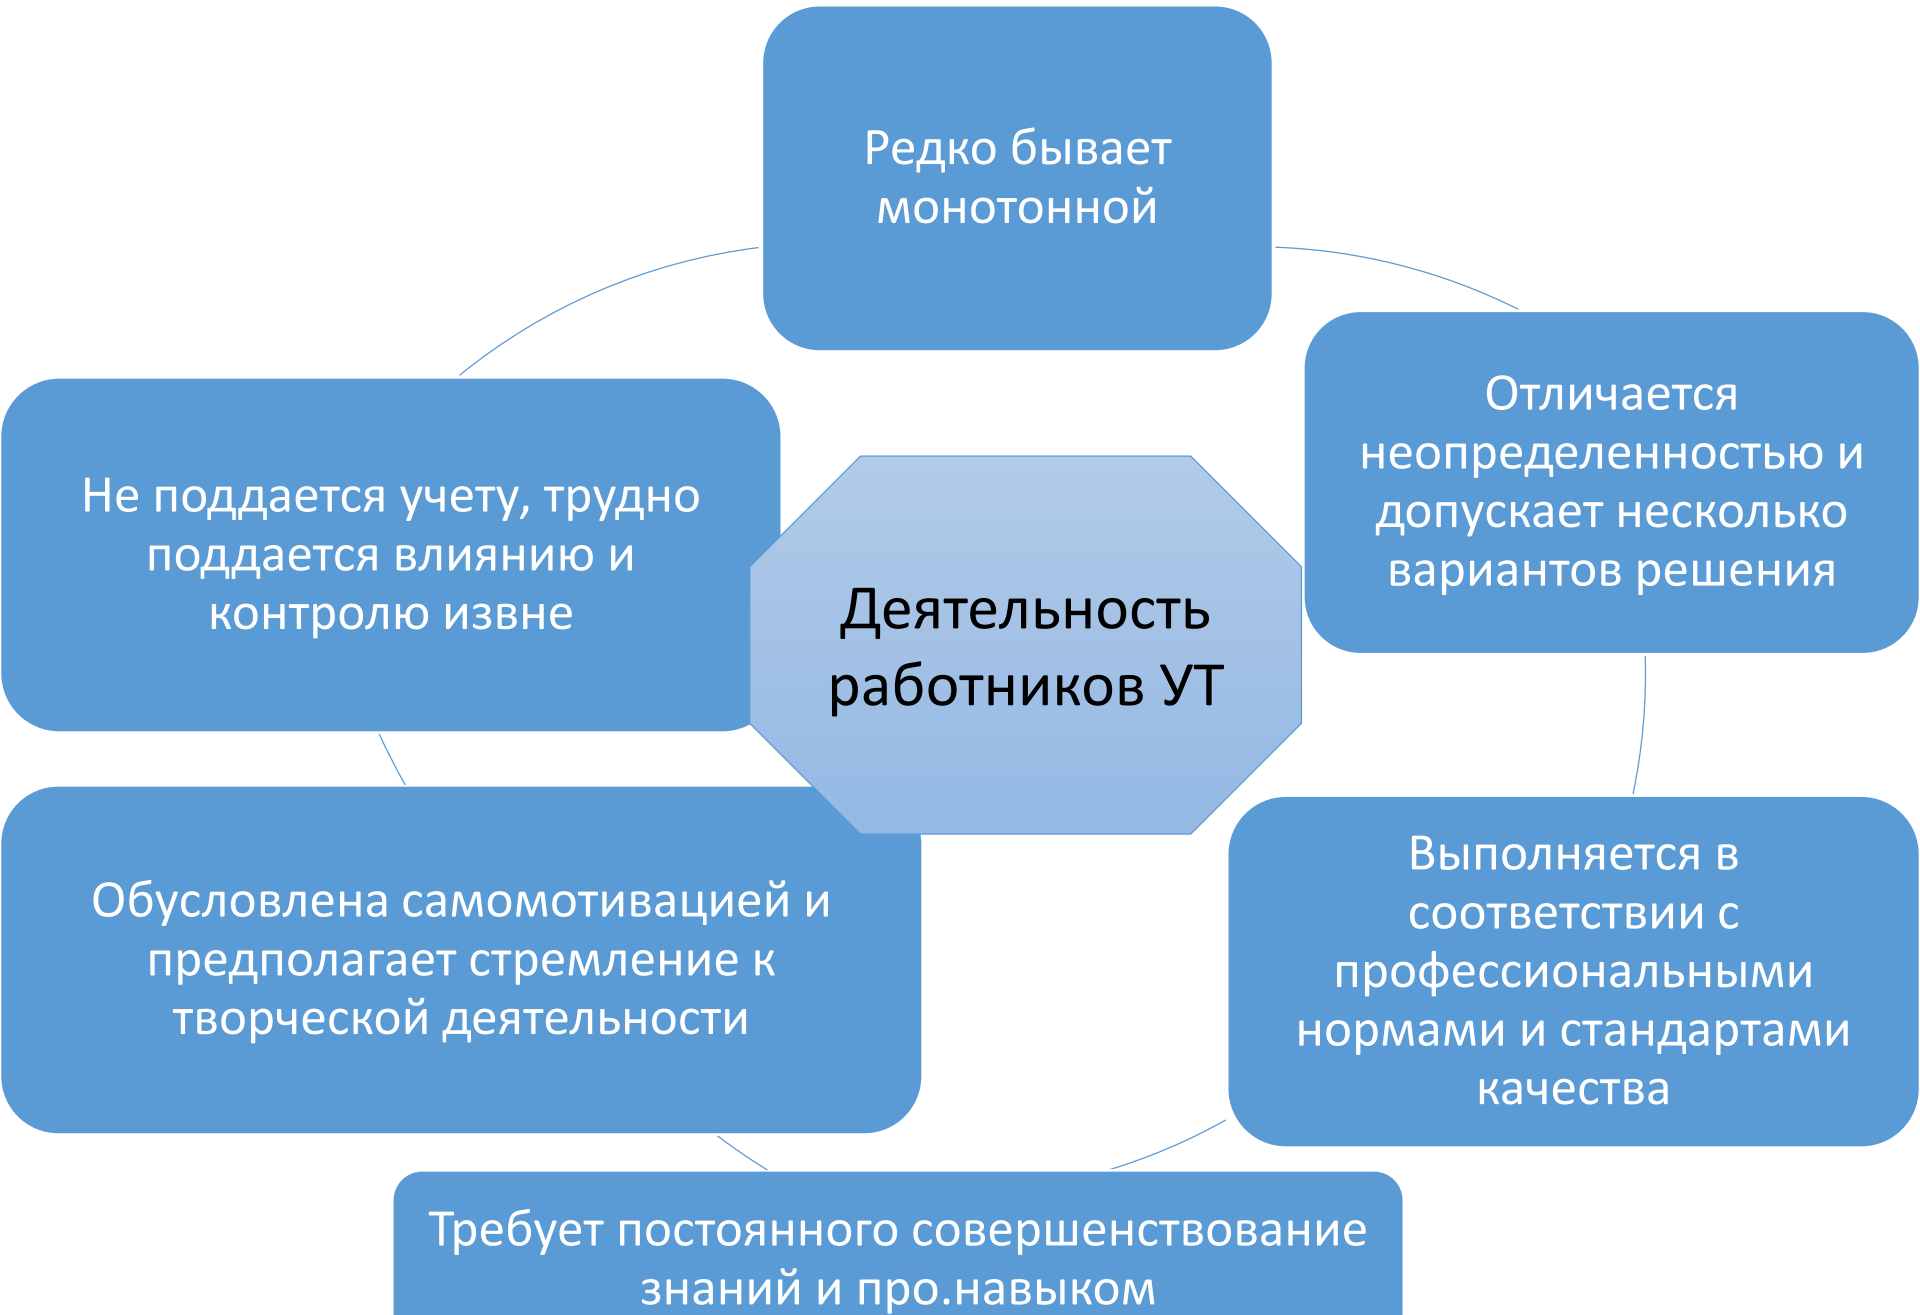 Редко бывает
монотонной
Отличается
неопределенностью и
допускает несколько
вариантов решения
Не поддается учету, трудно
поддается влиянию и
контролю извне
Деятельность
работников УТ
Выполняется в
соответствии с
профессиональными
нормами и стандартами
качества
Обусловлена самомотивацией и
предполагает стремление к
творческой деятельности
Требует постоянного совершенствование
знаний и про.навыком